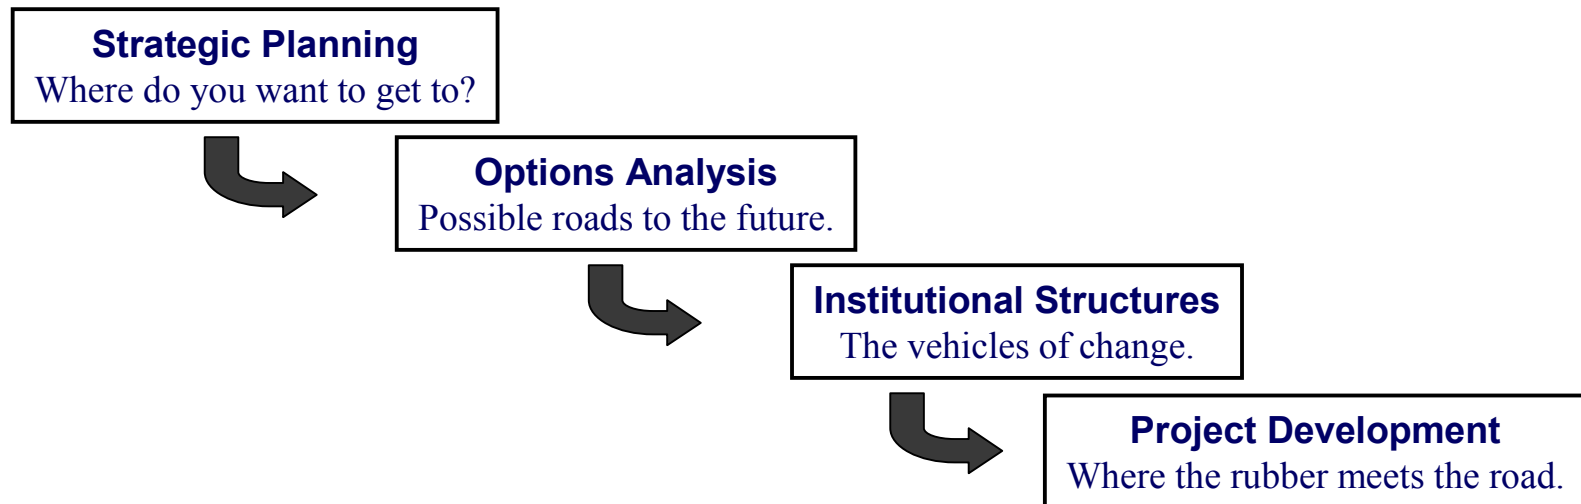 Strategic Planning
Where do you want to get to?
Options Analysis
Possible roads to the future.
Institutional Structures
The vehicles of change.
Project Development
Where the rubber meets the road.